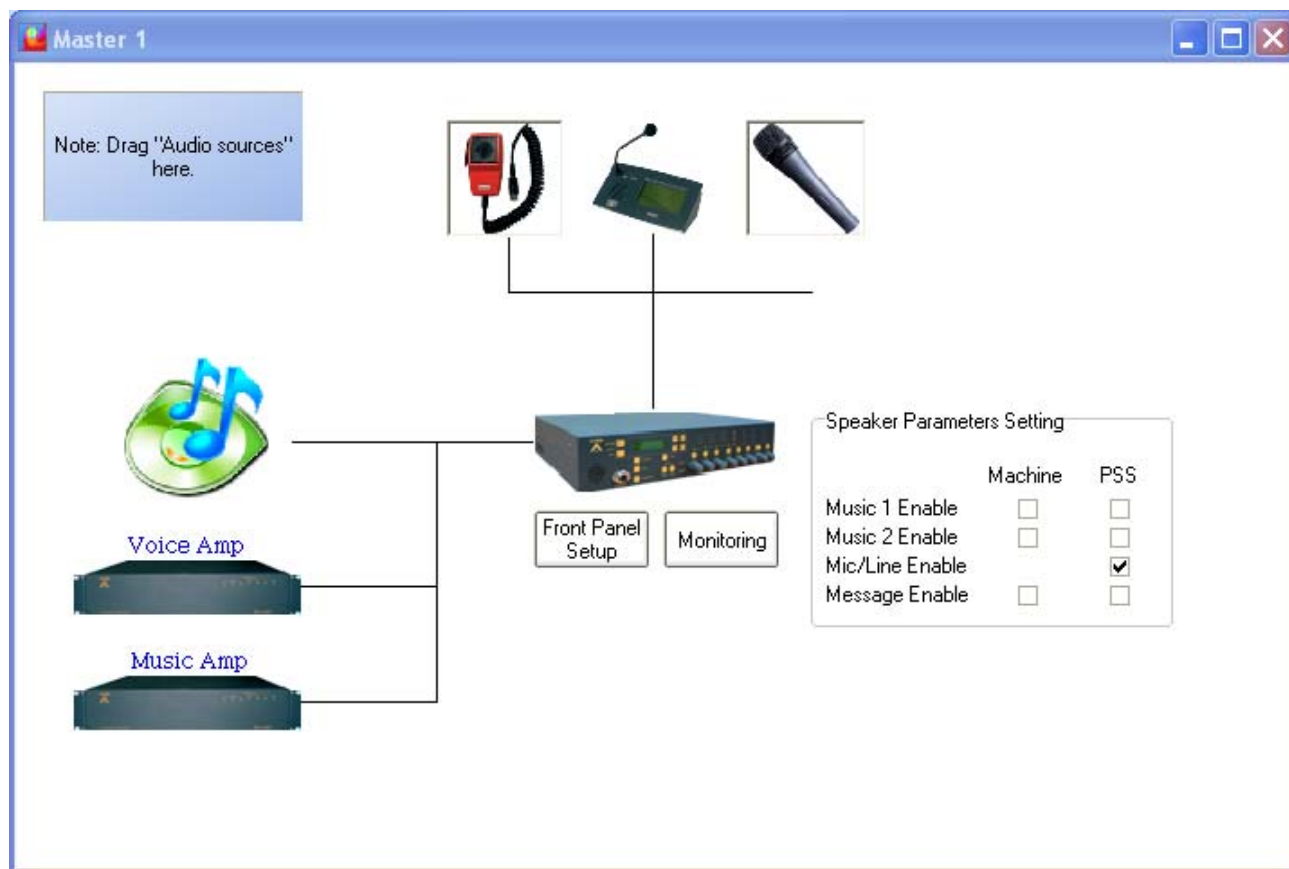 Master 1
Note: Drag "Audio sources"
here.
Speaker Parameters Setting
Machine PSS
Music 1 Enable
Music 2 Enable
Mic/Line Enable
Message Enable
Front Panel
Setup
Monitoring
Voice Amp
Music Amp